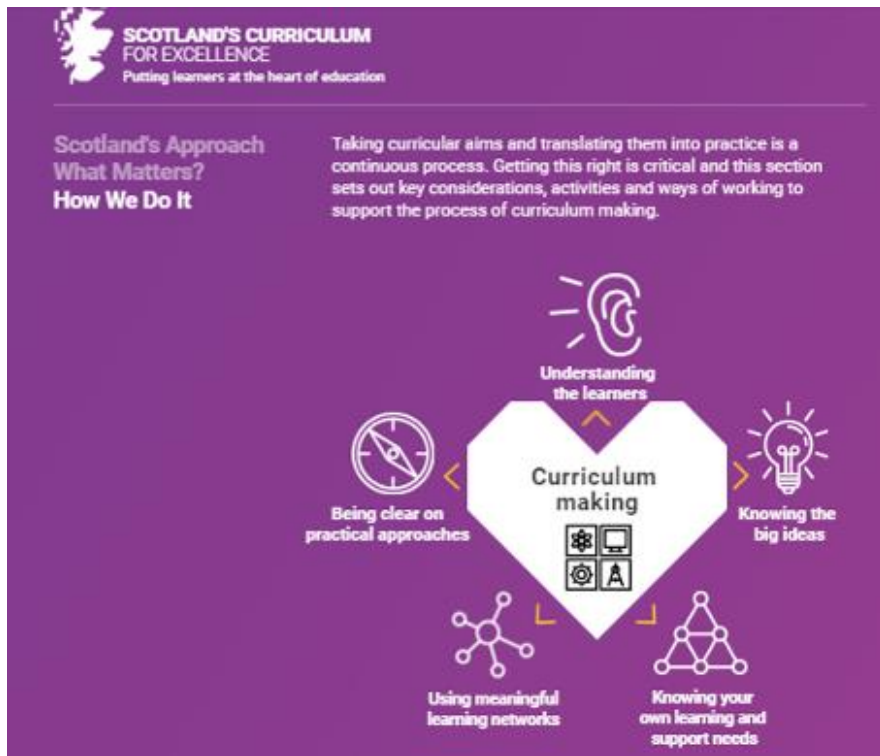 SCOTLAND'S CURRICULUM
FOR EXCELLENCE
Putting learners at the heart of education
Scotland's Approach
What Matters?
How We Do It
Taking curricular aims and translating them into practice is a
continuous process. Getting this right is critical and this section
sets out key considerations, activities and ways of working to
support the process of curriculum making.
Understanding
the learners
Curriculum
making
Being clear on
practical approaches
Knowing the
big ideas
Using meaningful
learning networks
Knowing your
own learning and
support needs